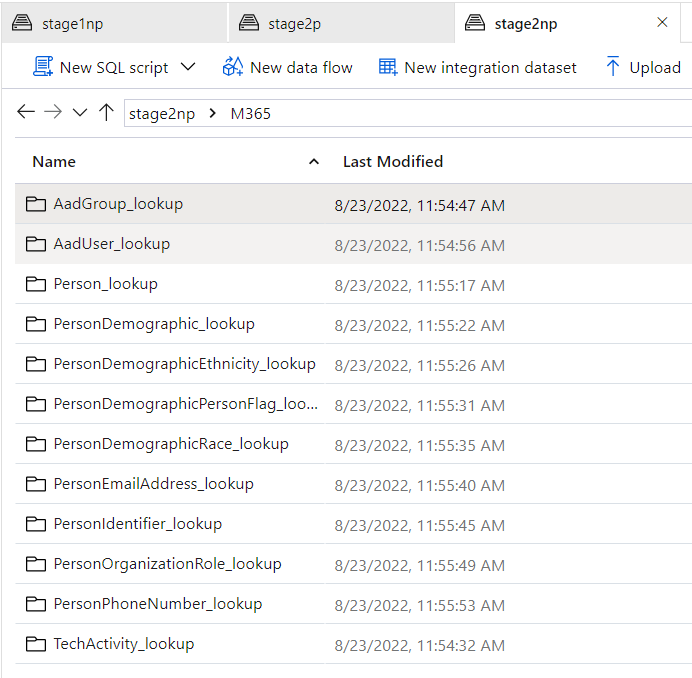 stage1np stage2p stage2np
New SQL script New data flow New integration dataset Upload
stage2np > M365
Name Last Modified
AadGroup_lookup 8/23/2022, 11:54:47 AM
AadUser_lookup 8/23/2022, 11:54:56 AM
Person_lookup 8/23/2022, 11:55:17 AM
PersonDemographic_lookup 8/23/2022, 11:55:22 AM
PersonDemographicEthnicity_lookup 8/23/2022, 11:55:26 AM
PersonDemographicPersonFlag_loo... 8/23/2022, 11:55:31 AM
PersonDemographicRace_lookup 8/23/2022, 11:55:35 AM
PersonEmailAddress_lookup 8/23/2022, 11:55:40 AM
PersonIdentifier_lookup 8/23/2022, 11:55:45 AM
PersonOrganizationRole_lookup 8/23/2022, 11:55:49 AM
PersonPhoneNumber_lookup 8/23/2022, 11:55:53 AM
TechActivity_lookup 8/23/2022, 11:54:32 AM